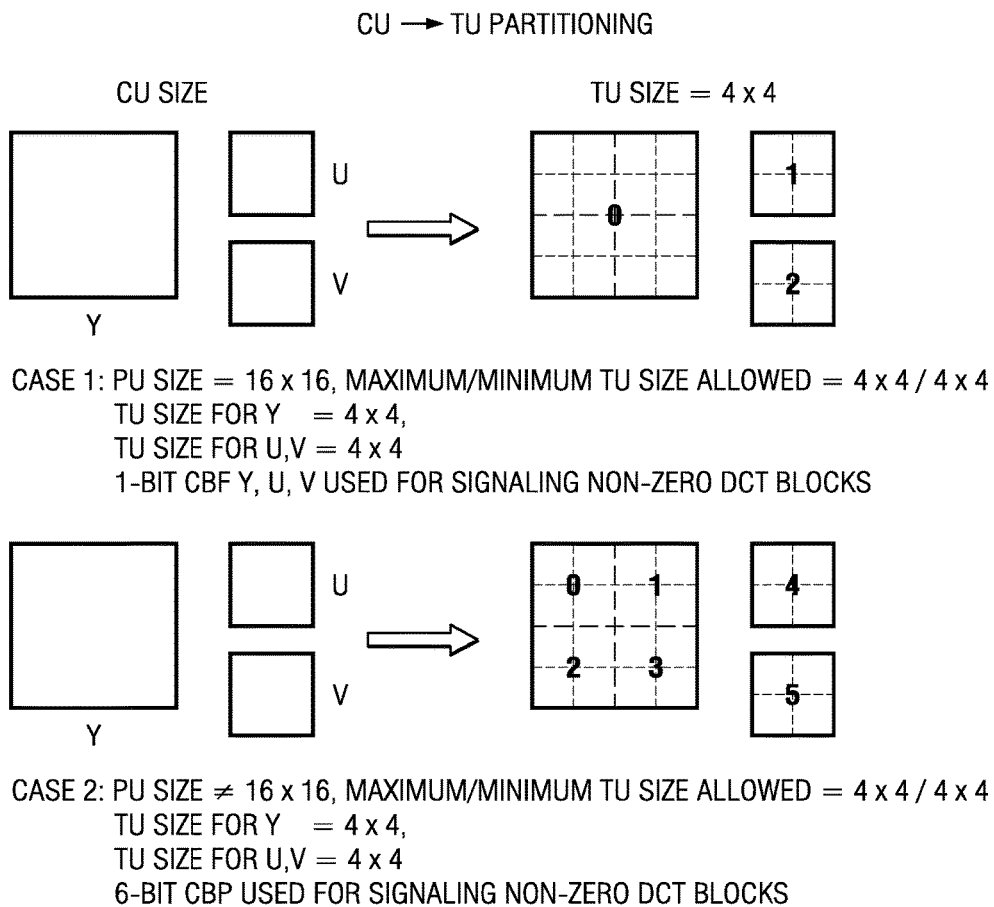 CU → TU PARTITIONING
CU SIZE
TU SIZE = 4 x 4
U
1
0
V
2
Y
CASE 1: PU SIZE = 16 x 16, MAXIMUM/MINIMUM TU SIZE ALLOWED = 4 x 4 / 4 x 4
TU SIZE FOR Y = 4 x 4,
TU SIZE FOR U,V = 4 x 4
1-BIT CBF Y, U, V USED FOR SIGNALING NON-ZERO DCT BLOCKS
U
0 1
4
V
2 3
5
Y
CASE 2: PU SIZE ≠ 16 x 16, MAXIMUM/MINIMUM TU SIZE ALLOWED = 4 x 4 / 4 x 4
TU SIZE FOR Y = 4 x 4,
TU SIZE FOR U,V = 4 x 4
6-BIT CBP USED FOR SIGNALING NON-ZERO DCT BLOCKS